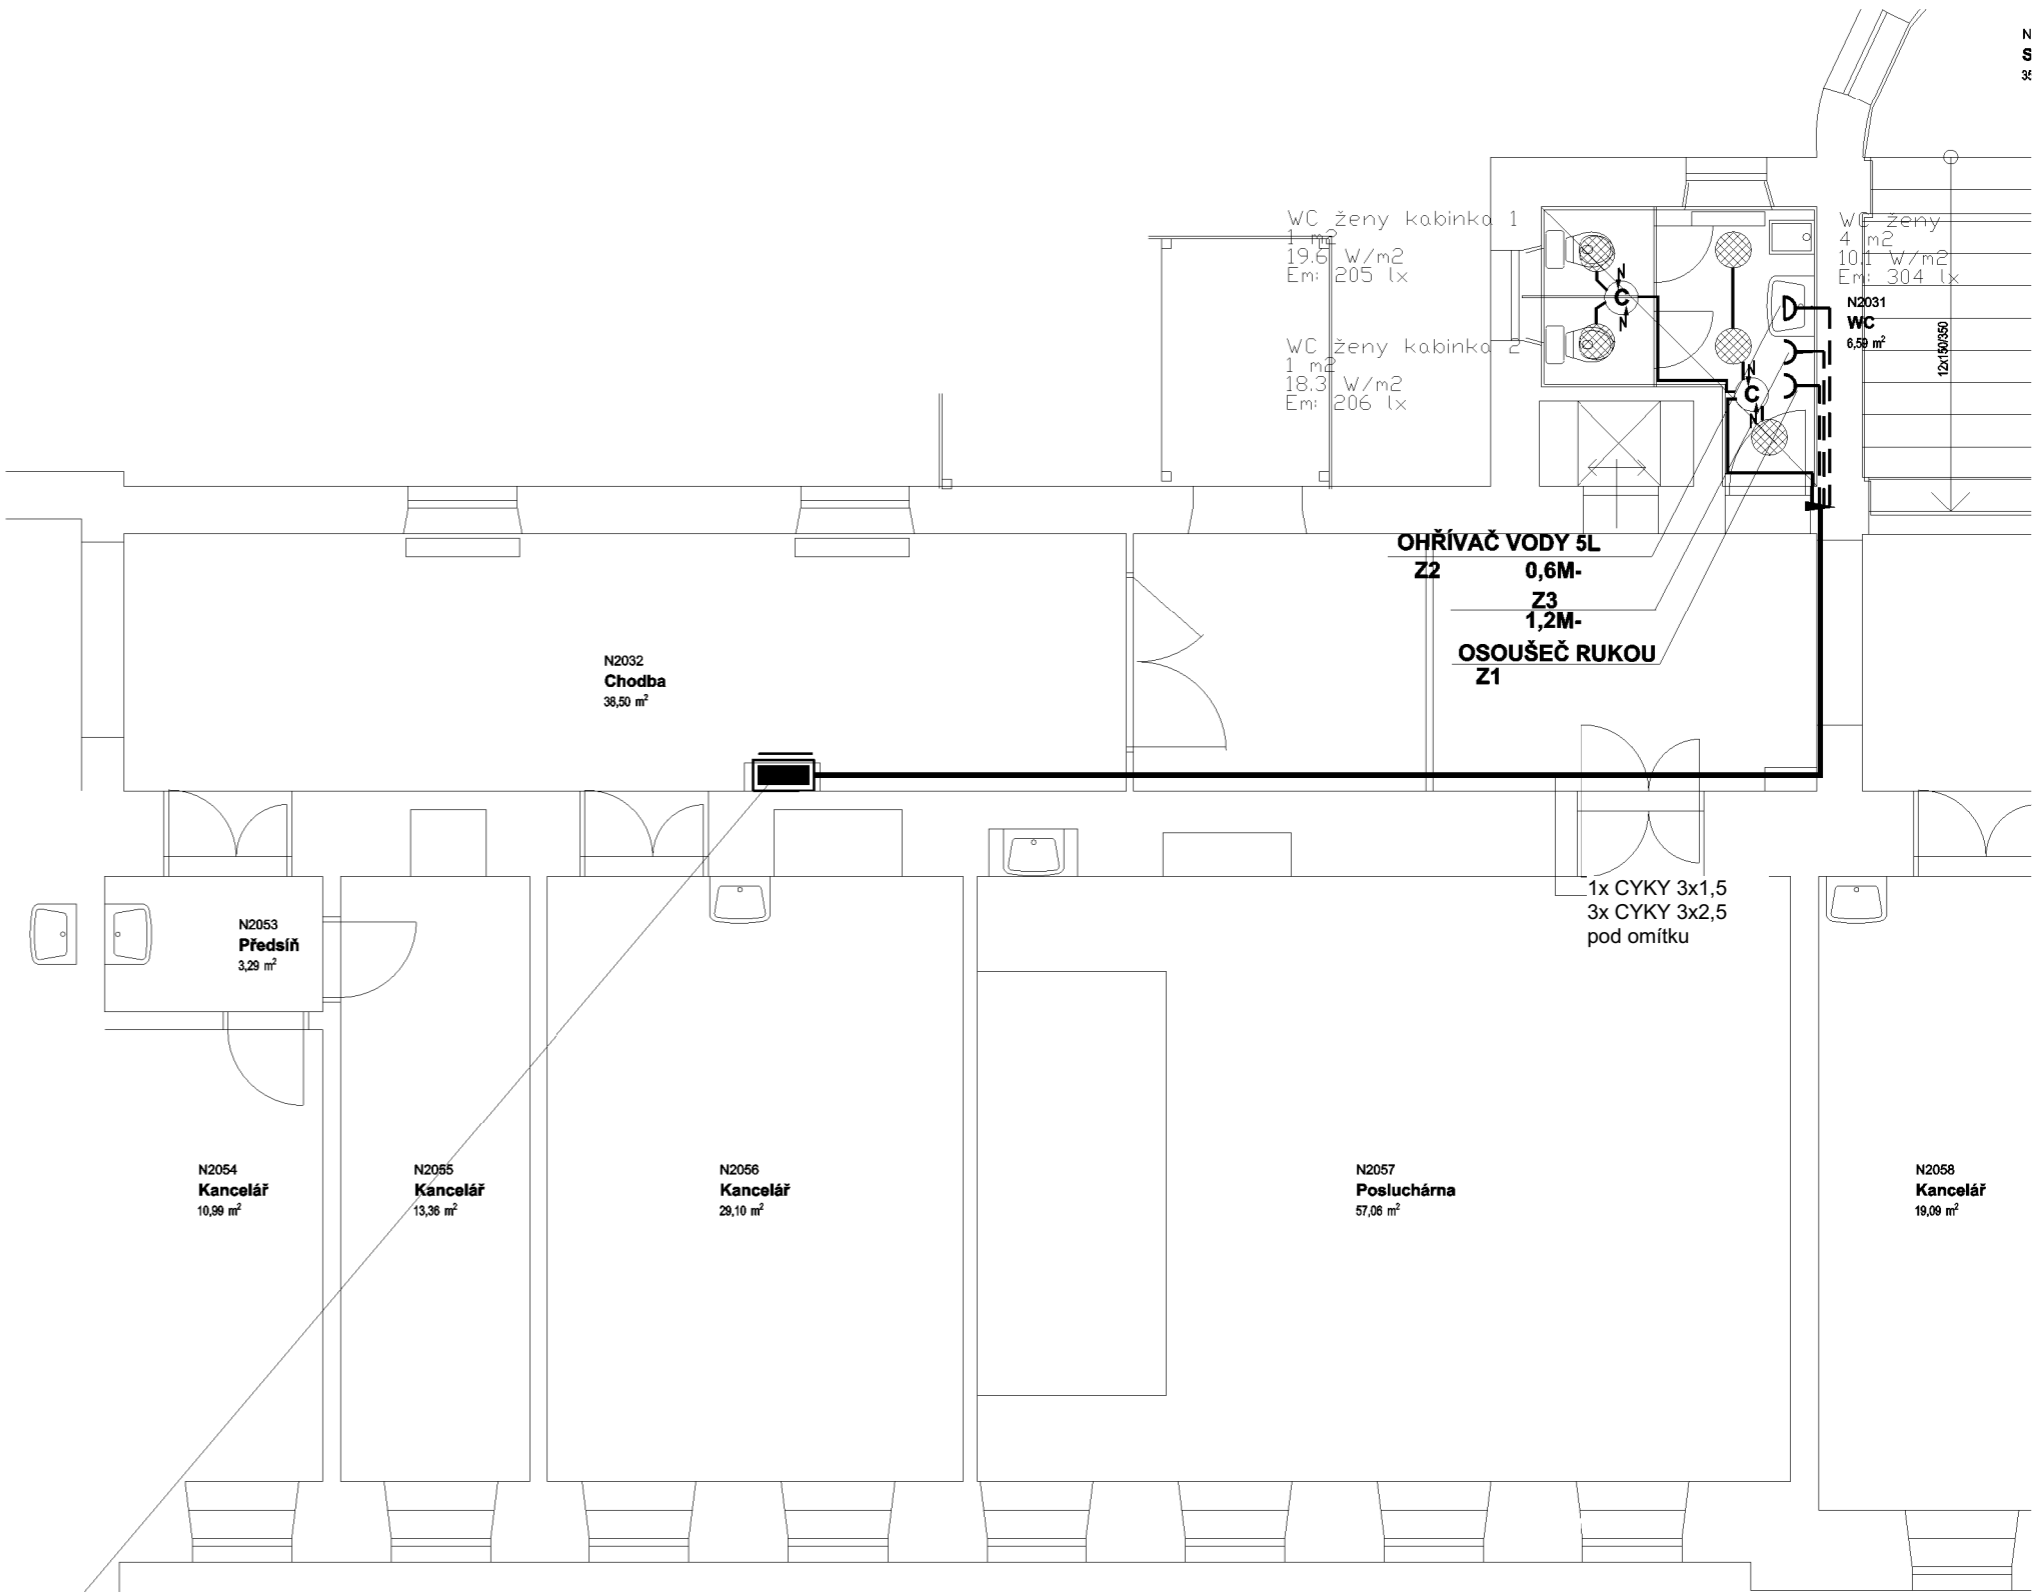 N
S
35
WC ženy kabinka 1
1 m2
19.6 W/m2
Em: 205 lx
WC ženy
4 m2
10.1 W/m2
Em: 304 lx
N2031
WC
6,59 m²
12x150/350
WC ženy kabinka 2
1 m2
18.3 W/m2
Em: 206 lx
N
C
N
N
C
N
OHŘÍVAČ VODY 5L
Z2 0,6M-
Z3
1,2M-
OSOUŠEČ RUKOU
Z1
N2032
Chodba
38,50 m²
1x CYKY 3x1,5
3x CYKY 3x2,5
pod omítku
N2053
Předsíň
3,29 m²
N2054
Kancelář
10,99 m²
N2055
Kancelář
13,36 m²
N2056
Kancelář
29,10 m²
N2057
Posluchárna
57,06 m²
N2058
Kancelář
19,09 m²